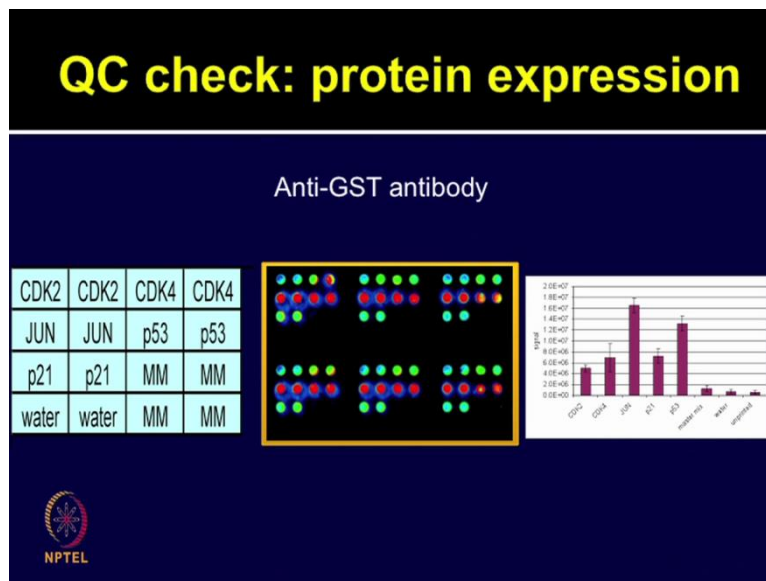 QC check: protein expression
Anti-GST antibody
CDK2 CDK2 CDK4 CDK4
JUN JUN p53 p53
p21 p21 MM MM
water water MM MM
2.0E+07
1.8E+07
1.6E+07
1.4E+07
1.2E+07
1.0E+07
8.0E+06
6.0E+06
4.0E+06
2.0E+06
0.0E+00
signal
CDK2
CDK4
JUN
p21
p53
master mix
water
unprinted
NPTEL